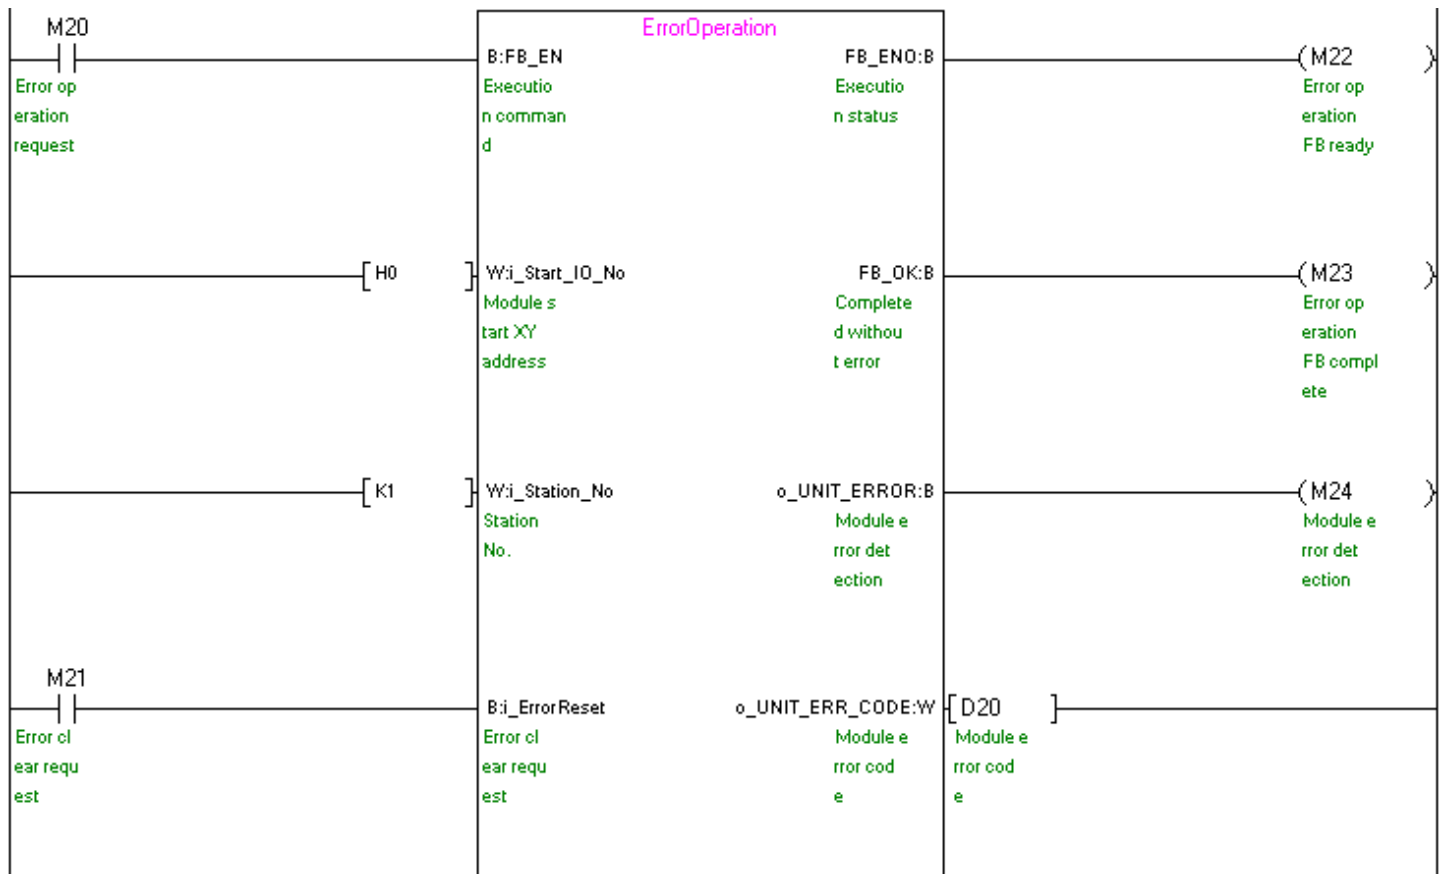 M20
ErrorOperation
B:FB_EN
FB_ENO:B
M22
Error op
eration
request
Executio
n comman
d
Executio
n status
Error op
eration
FB ready
H0
W:i_Start_IO_No
FB_OK:B
M23
Module s
tart XY
address
Complete
d withou
t error
Error op
eration
FB compl
ete
K1
W:i_Station_No
o_UNIT_ERROR:B
M24
Station
No.
Module e
rror det
ection
Module e
rror det
ection
M21
B:i_ErrorReset
o_UNIT_ERR_CODE:W
D20
Error cl
ear requ
est
Error cl
ear requ
est
Module e
rror cod
e
Module e
rror cod
e